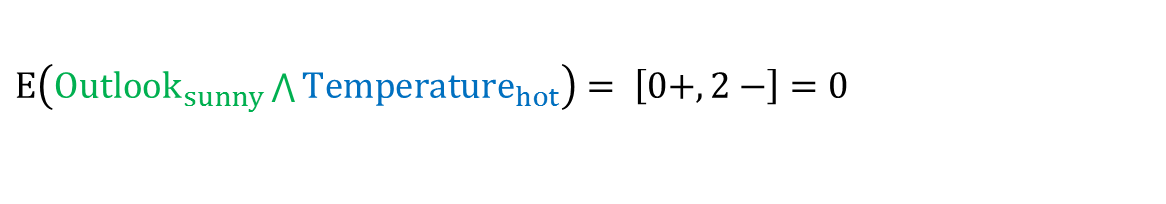 E(Outlook_sunny ∧ Temperature_hot) = [0+, 2 −] = 0